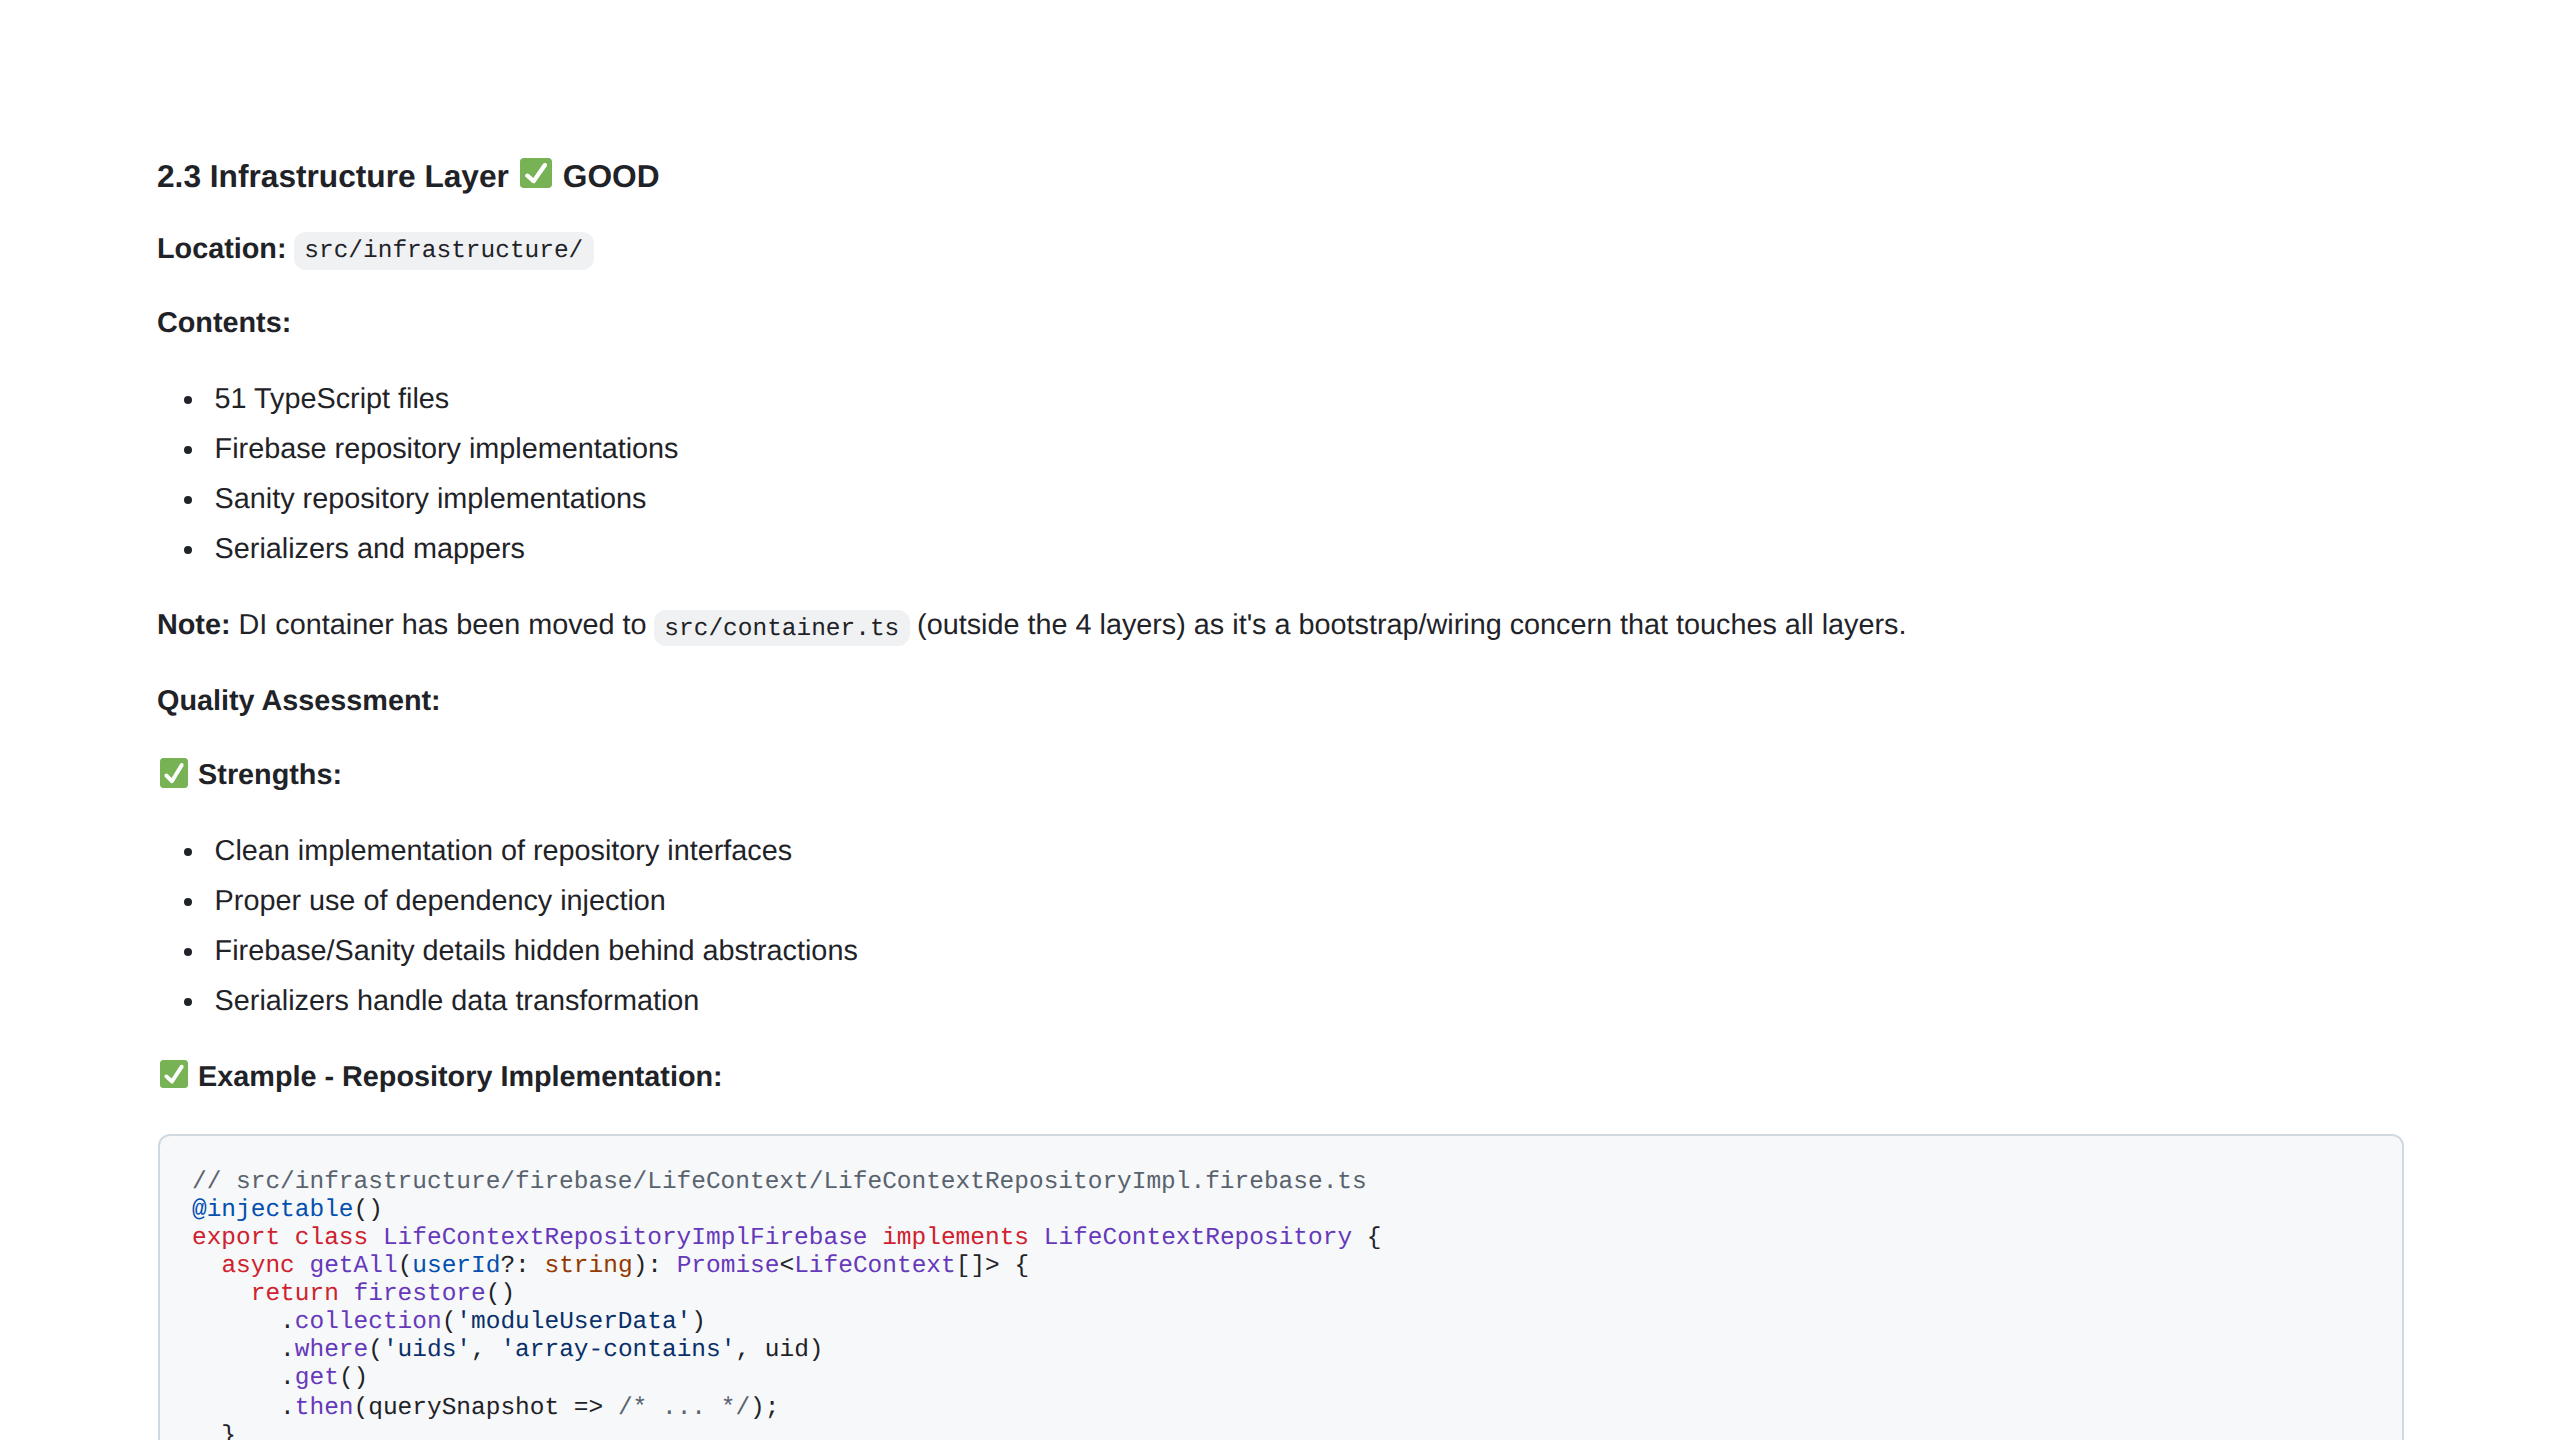 2.3 Infrastructure Layer ✅ GOOD
Location: src/infrastructure/
Contents:
• 51 TypeScript files
• Firebase repository implementations
• Sanity repository implementations
• Serializers and mappers
Note: DI container has been moved to src/container.ts (outside the 4 layers) as it's a bootstrap/wiring concern that touches all layers.
Quality Assessment:
✅ Strengths:
• Clean implementation of repository interfaces
• Proper use of dependency injection
• Firebase/Sanity details hidden behind abstractions
• Serializers handle data transformation
✅ Example - Repository Implementation:
// src/infrastructure/firebase/LifeContext/LifeContextRepositoryImpl.firebase.ts
@injectable()
export class LifeContextRepositoryImplFirebase implements LifeContextRepository {
  async getAll(userId?: string): Promise<LifeContext[]> {
    return firestore()
      .collection('moduleUserData')
      .where('uids', 'array-contains', uid)
      .get()
      .then(querySnapshot => /* ... */);
  }